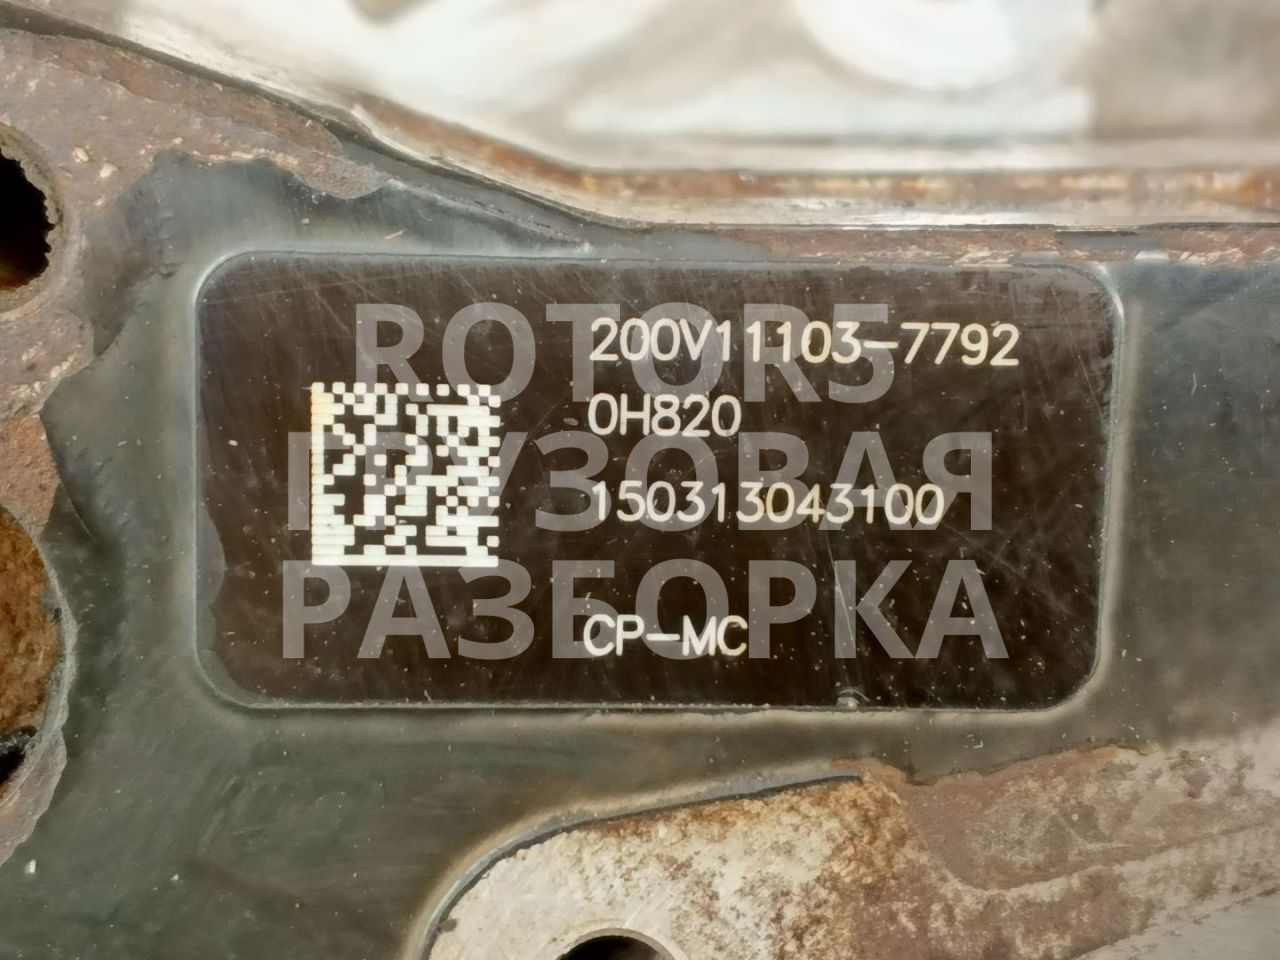 200V11103-7792
0H820
150313043100
CP-MC
ROTOR5
ГРУЗОВАЯ
РАЗБОРКА